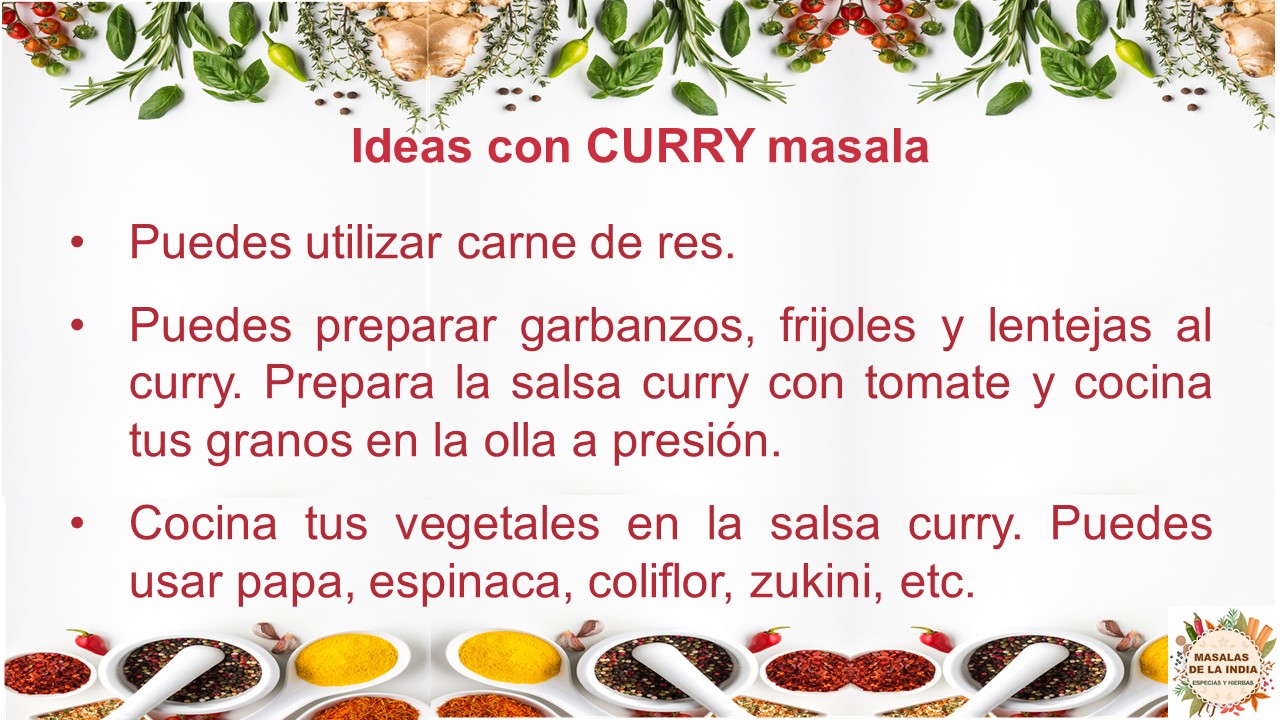 Ideas con CURRY masala
• Puedes utilizar carne de res.
• Puedes preparar garbanzos, frijoles y lentejas al
curry. Prepara la salsa curry con tomate y cocina
tus granos en la olla a presión.
• Cocina tus vegetales en la salsa curry. Puedes
usar papa, espinaca, coliflor, zukini, etc.
MASALAS
DE LA INDIA
ESPECIAS Y HIERBAS